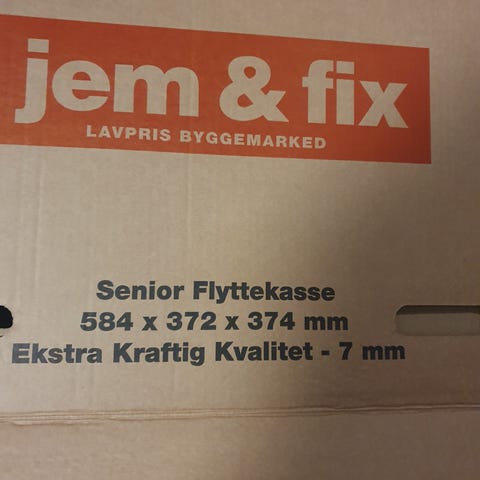 jem & fix
LAVPRIS BYGGEMARKED
Senior Flyttekasse
584 x 372 x 374 mm
Ekstra Kraftig Kvalitet - 7 mm